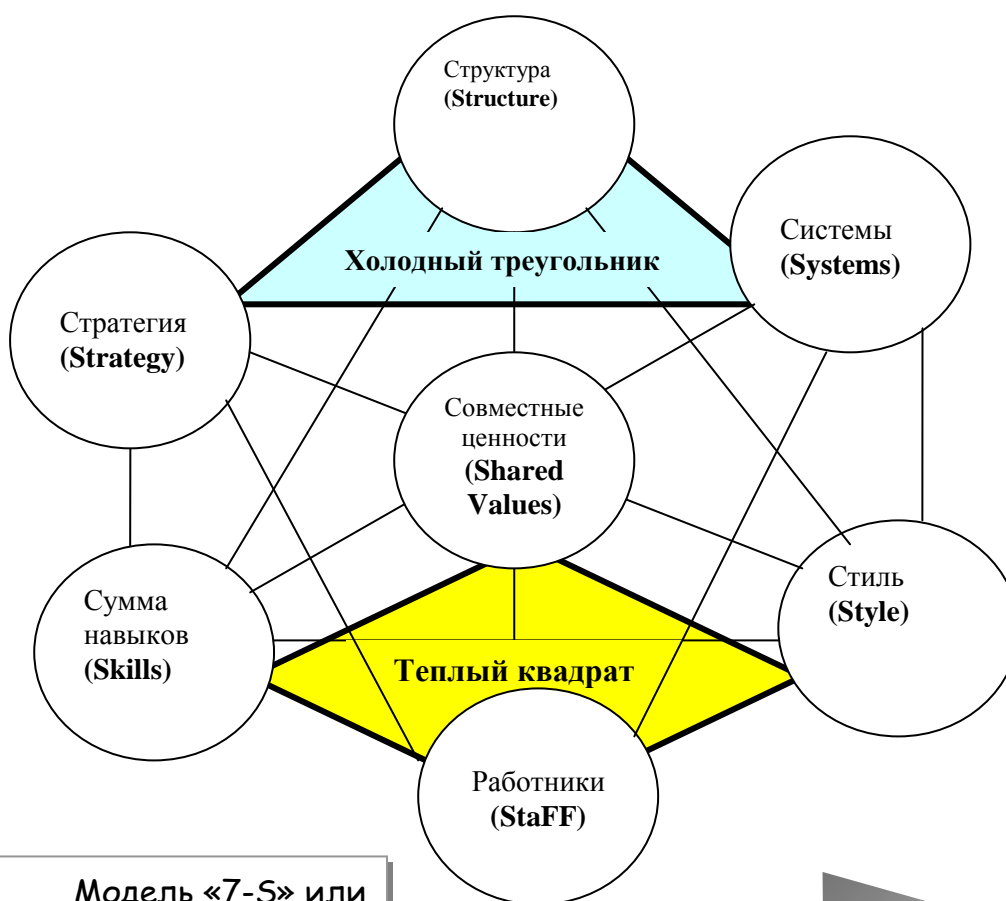 Структура
(Structure)
Системы
(Systems)
Холодный треугольник
Стратегия
(Strategy)
Совместные
ценности
(Shared
Values)
Стиль
(Style)
Сумма
навыков
(Skills)
Теплый квадрат
Работники
(StaFF)
Модель «7-S» или